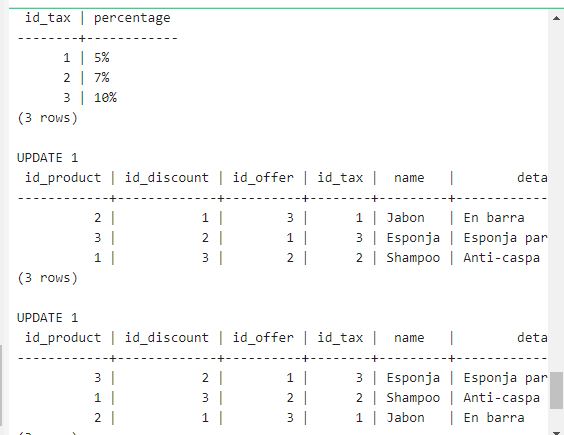 id_tax | percentage
--------+------------
      1 | 5%
      2 | 7%
      3 | 10%
(3 rows)
UPDATE 1
 id_product | id_discount | id_offer | id_tax |  name   |        deta
------------+-------------+----------+--------+---------+------------
          2 |           1 |        3 |      1 | Jabon   | En barra
          3 |           2 |        1 |      3 | Esponja | Esponja par
          1 |           3 |        2 |      2 | Shampoo | Anti-caspa
(3 rows)
UPDATE 1
 id_product | id_discount | id_offer | id_tax |  name   |        deta
------------+-------------+----------+--------+---------+------------
          3 |           2 |        1 |      3 | Esponja | Esponja par
          1 |           3 |        2 |      2 | Shampoo | Anti-caspa
          2 |           1 |        3 |      1 | Jabon   | En barra